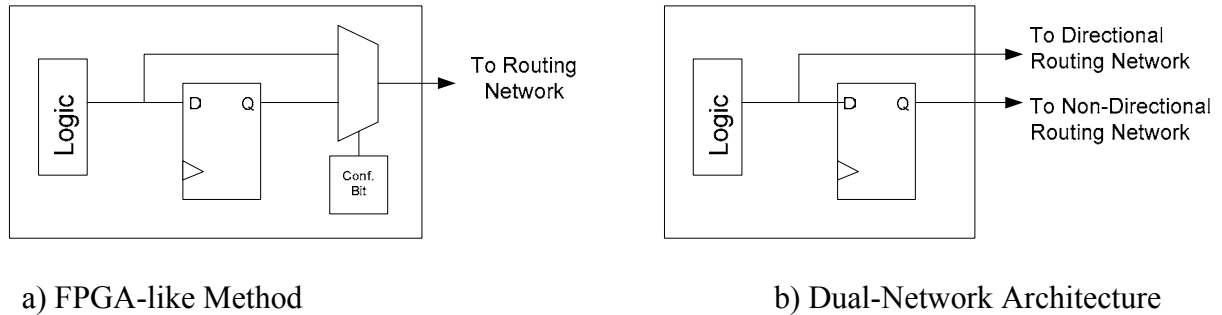 Logic
D
Q
Conf.
Bit
To Routing
Network
a) FPGA-like Method
Logic
D
Q
To Directional
Routing Network
To Non-Directional
Routing Network
b) Dual-Network Architecture